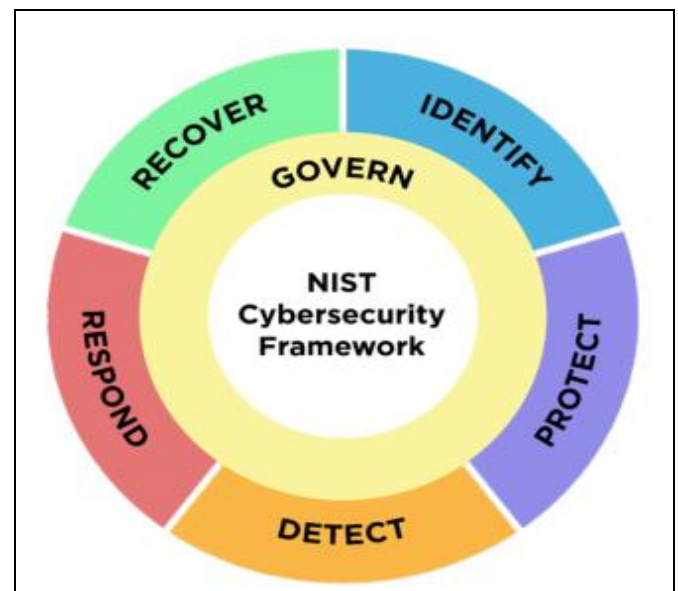 RECOVER
IDENTIFY
GOVERN
NIST
Cybersecurity
Framework
RESPOND
PROTECT
DETECT